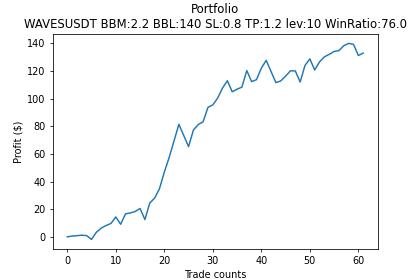 Portfolio
WAVESUSDT BBM:2.2 BBL:140 SL:0.8 TP:1.2 lev:10 WinRatio:76.0
140
120
100
80
60
40
20
0
Profit ($)
0 10 20 30 40 50 60
Trade counts